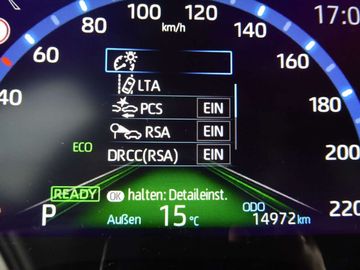 80 100 120
km/h
17:0
60 140
160
40 180
LTA
PCS EIN
200
RSA EIN
ECO
DRCC(RSA) EIN
220
READY OK halten: Detaileinst.
P Außen 15 °C ODO 14972 km